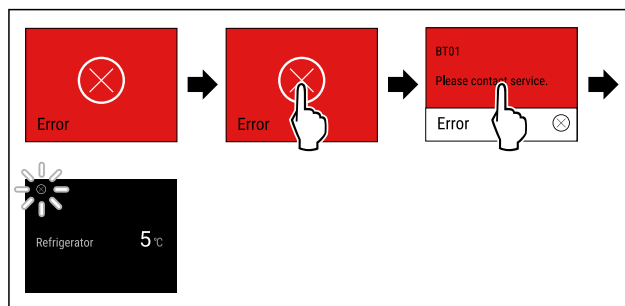 Error
Error
BT01
Please contact service.
Error
Refrigerator 5 °C